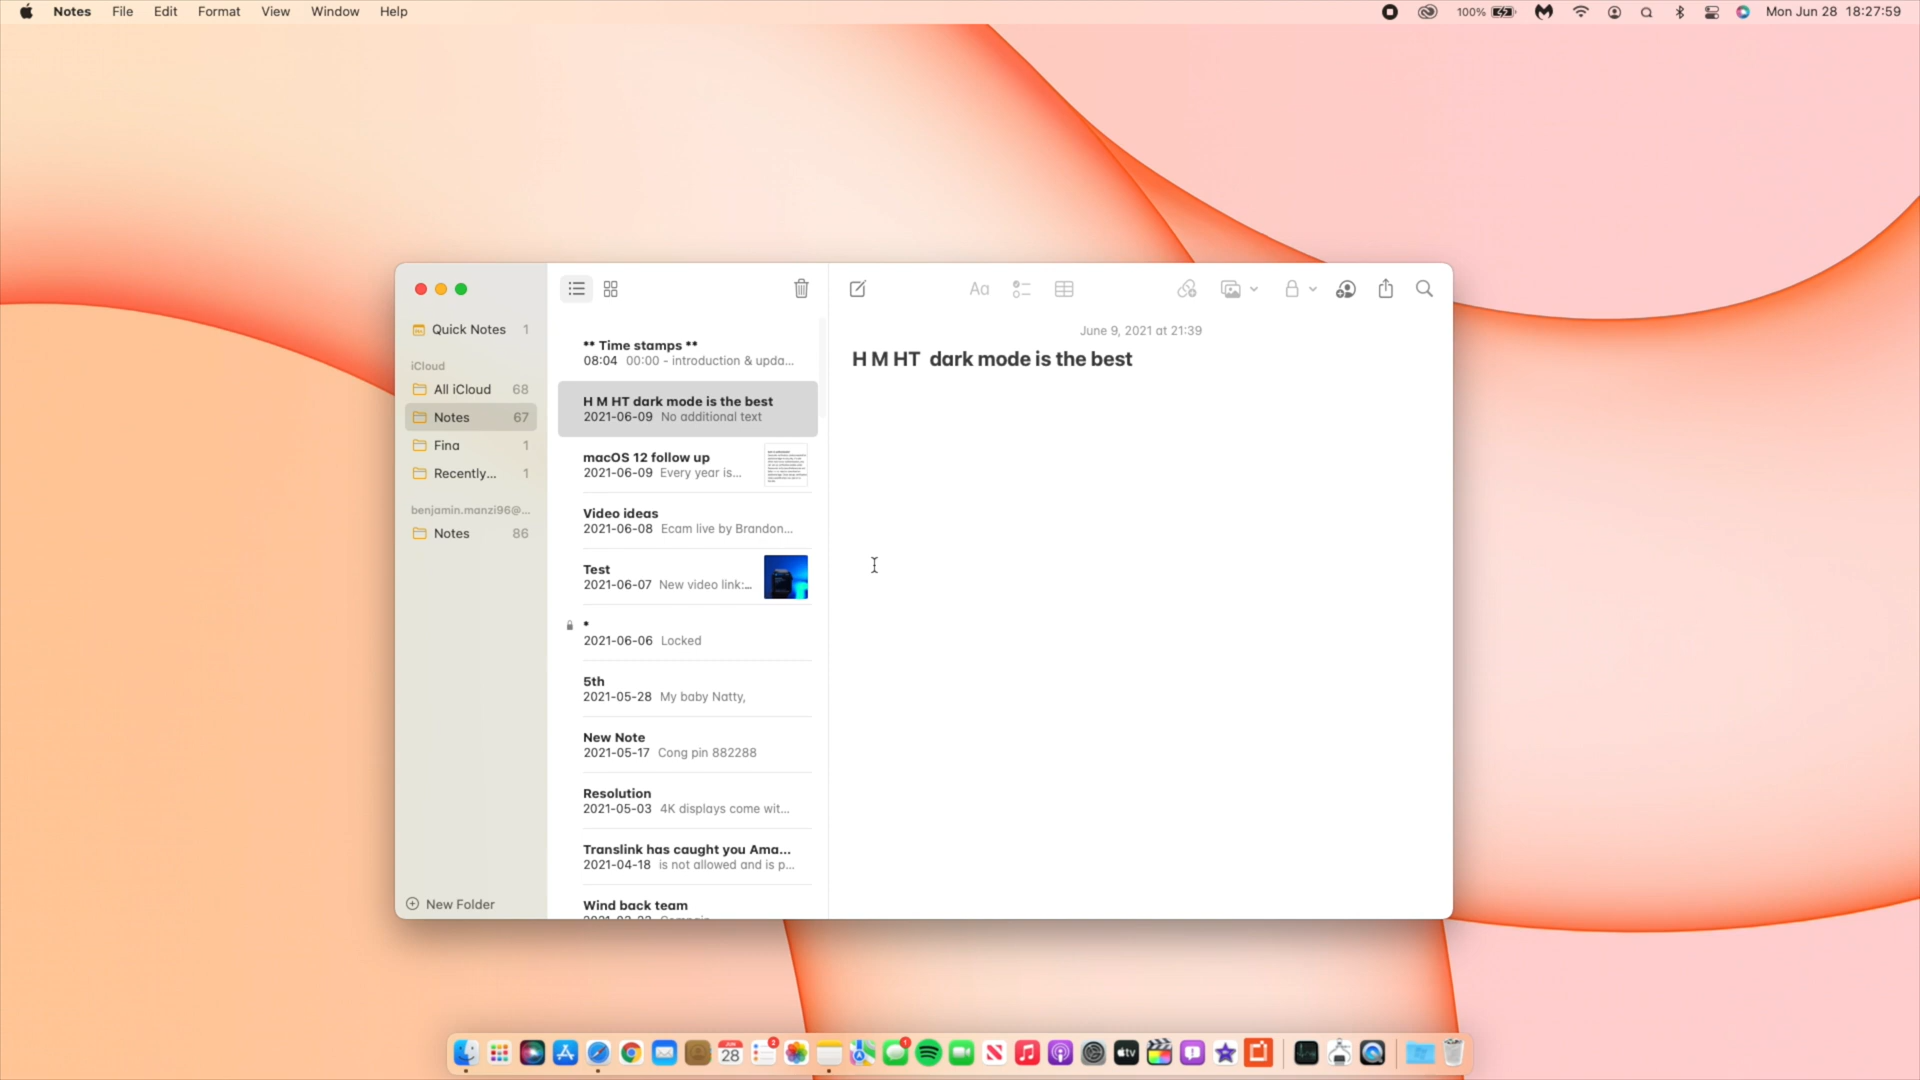 Notes File Edit Format View Window Help
100% Mon Jun 28 18:27:59
Quick Notes 1
iCloud
All iCloud 68
Notes 67
Fina 1
Recently... 1
benjamin.manzi96@...
Notes 86
New Folder
** Time stamps **
08:04 00:00 - introduction & upda...
H M HT dark mode is the best
2021-06-09 No additional text
macOS 12 follow up
2021-06-09 Every year is...
Video ideas
2021-06-08 Ecam live by Brandon...
Test
2021-06-07 New video link:...
*
2021-06-06 Locked
5th
2021-05-28 My baby Natty,
New Note
2021-05-17 Cong pin 882288
Resolution
2021-05-03 4K displays come wit...
Translink has caught you Ama...
2021-04-18 is not allowed and is p...
Wind back team
Aa
June 9, 2021 at 21:39
H M HT dark mode is the best
JUN
28
2
1
tv